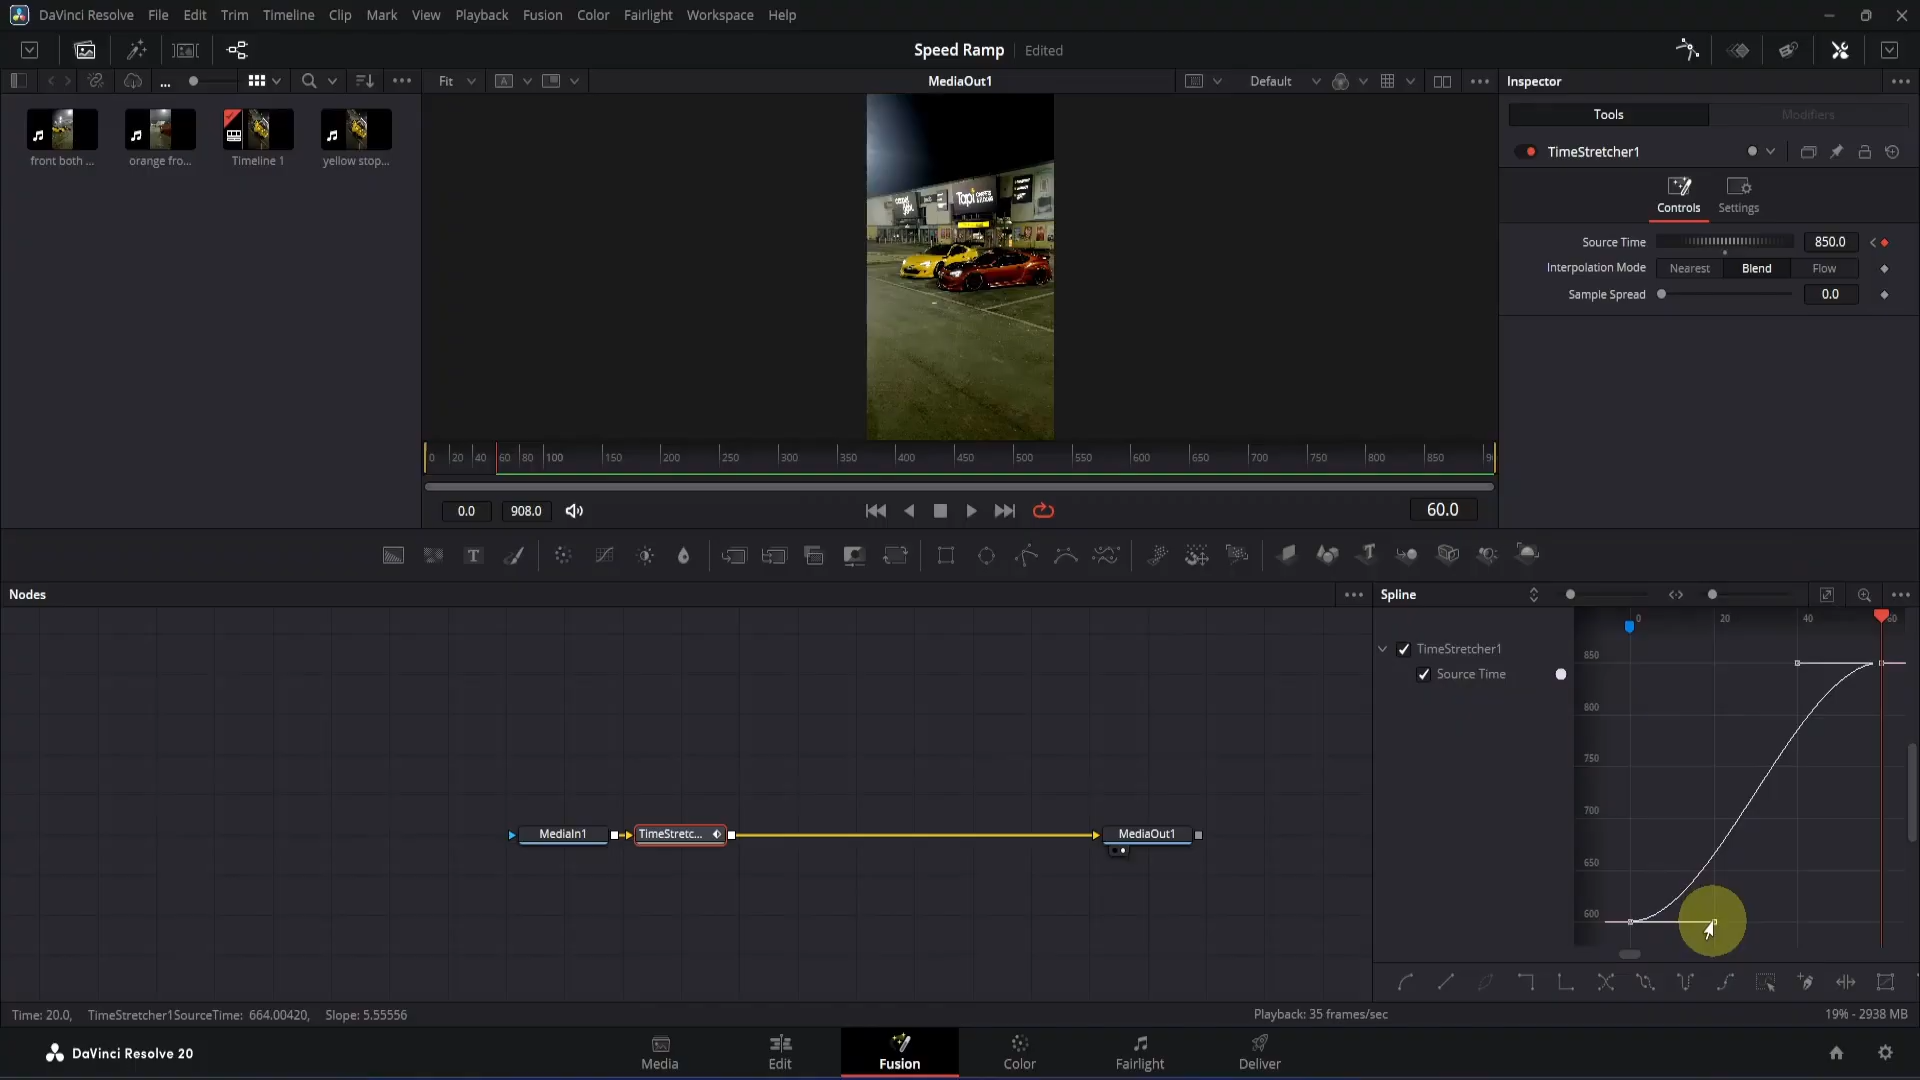 DaVinci Resolve File Edit Trim Timeline Clip Mark View Playback Fusion Color Fairlight Workspace Help
Speed Ramp Edited
... Fit A MediaOut1 Default Inspector
Tools Modifiers
front both ... orange fro... Timeline 1 yellow stop...
TimeStretcher1
Controls Settings
Source Time 850.0
Interpolation Mode Nearest Blend Flow
Sample Spread 0.0
Tapi
0 20 40 60 80 100 150 200 250 300 350 400 450 500 550 600 650 700 750 800 850 9
0.0 908.0 60.0
T T
Nodes Spline
0 20 40 60
TimeStretcher1
Source Time
850
800
750
700
650
600
MediaIn1 TimeStretc... MediaOut1
Time: 20.0, TimeStretcher1SourceTime: 664.00420, Slope: 5.55556 Playback: 35 frames/sec 19% - 2938 MB
DaVinci Resolve 20 Media Edit Fusion Color Fairlight Deliver